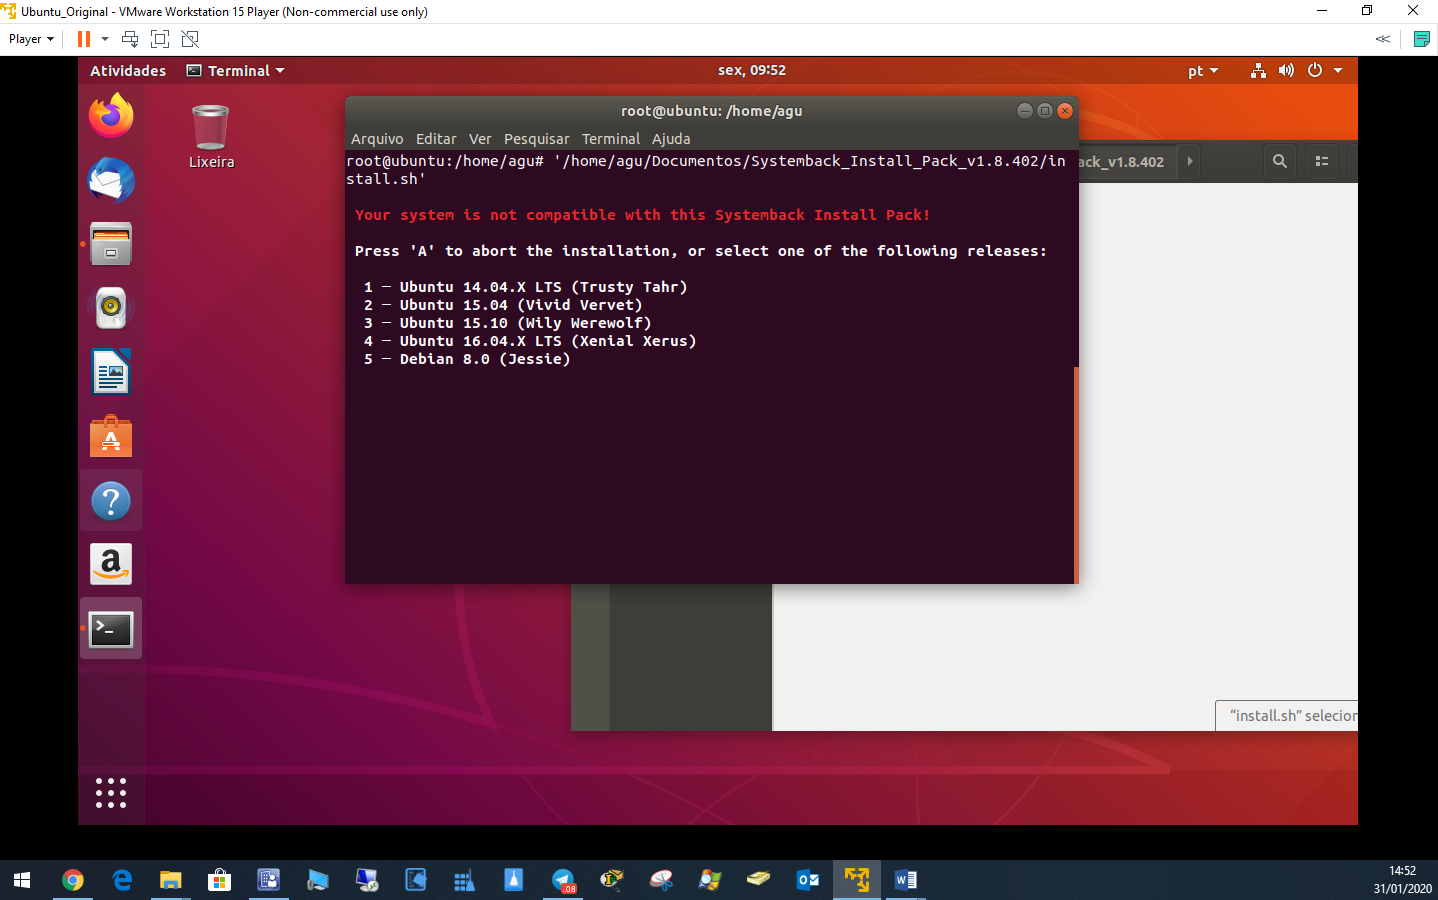 Ubuntu_Original - VMware Workstation 15 Player (Non-commercial use only)
Player
Atividades
Terminal
sex, 09:52
pt
Lixeira
root@ubuntu: /home/agu
Arquivo Editar Ver Pesquisar Terminal Ajuda
root@ubuntu:/home/agu# '/home/agu/Documentos/Systemback_Install_Pack_v1.8.402/in
stall.sh'
Your system is not compatible with this Systemback Install Pack!
Press 'A' to abort the installation, or select one of the following releases:
1 — Ubuntu 14.04.X LTS (Trusty Tahr)
2 — Ubuntu 15.04 (Vivid Vervet)
3 — Ubuntu 15.10 (Wily Werewolf)
4 — Ubuntu 16.04.X LTS (Xenial Xerus)
5 — Debian 8.0 (Jessie)
ack_v1.8.402
“install.sh” selecion
.08
14:52
31/01/2020